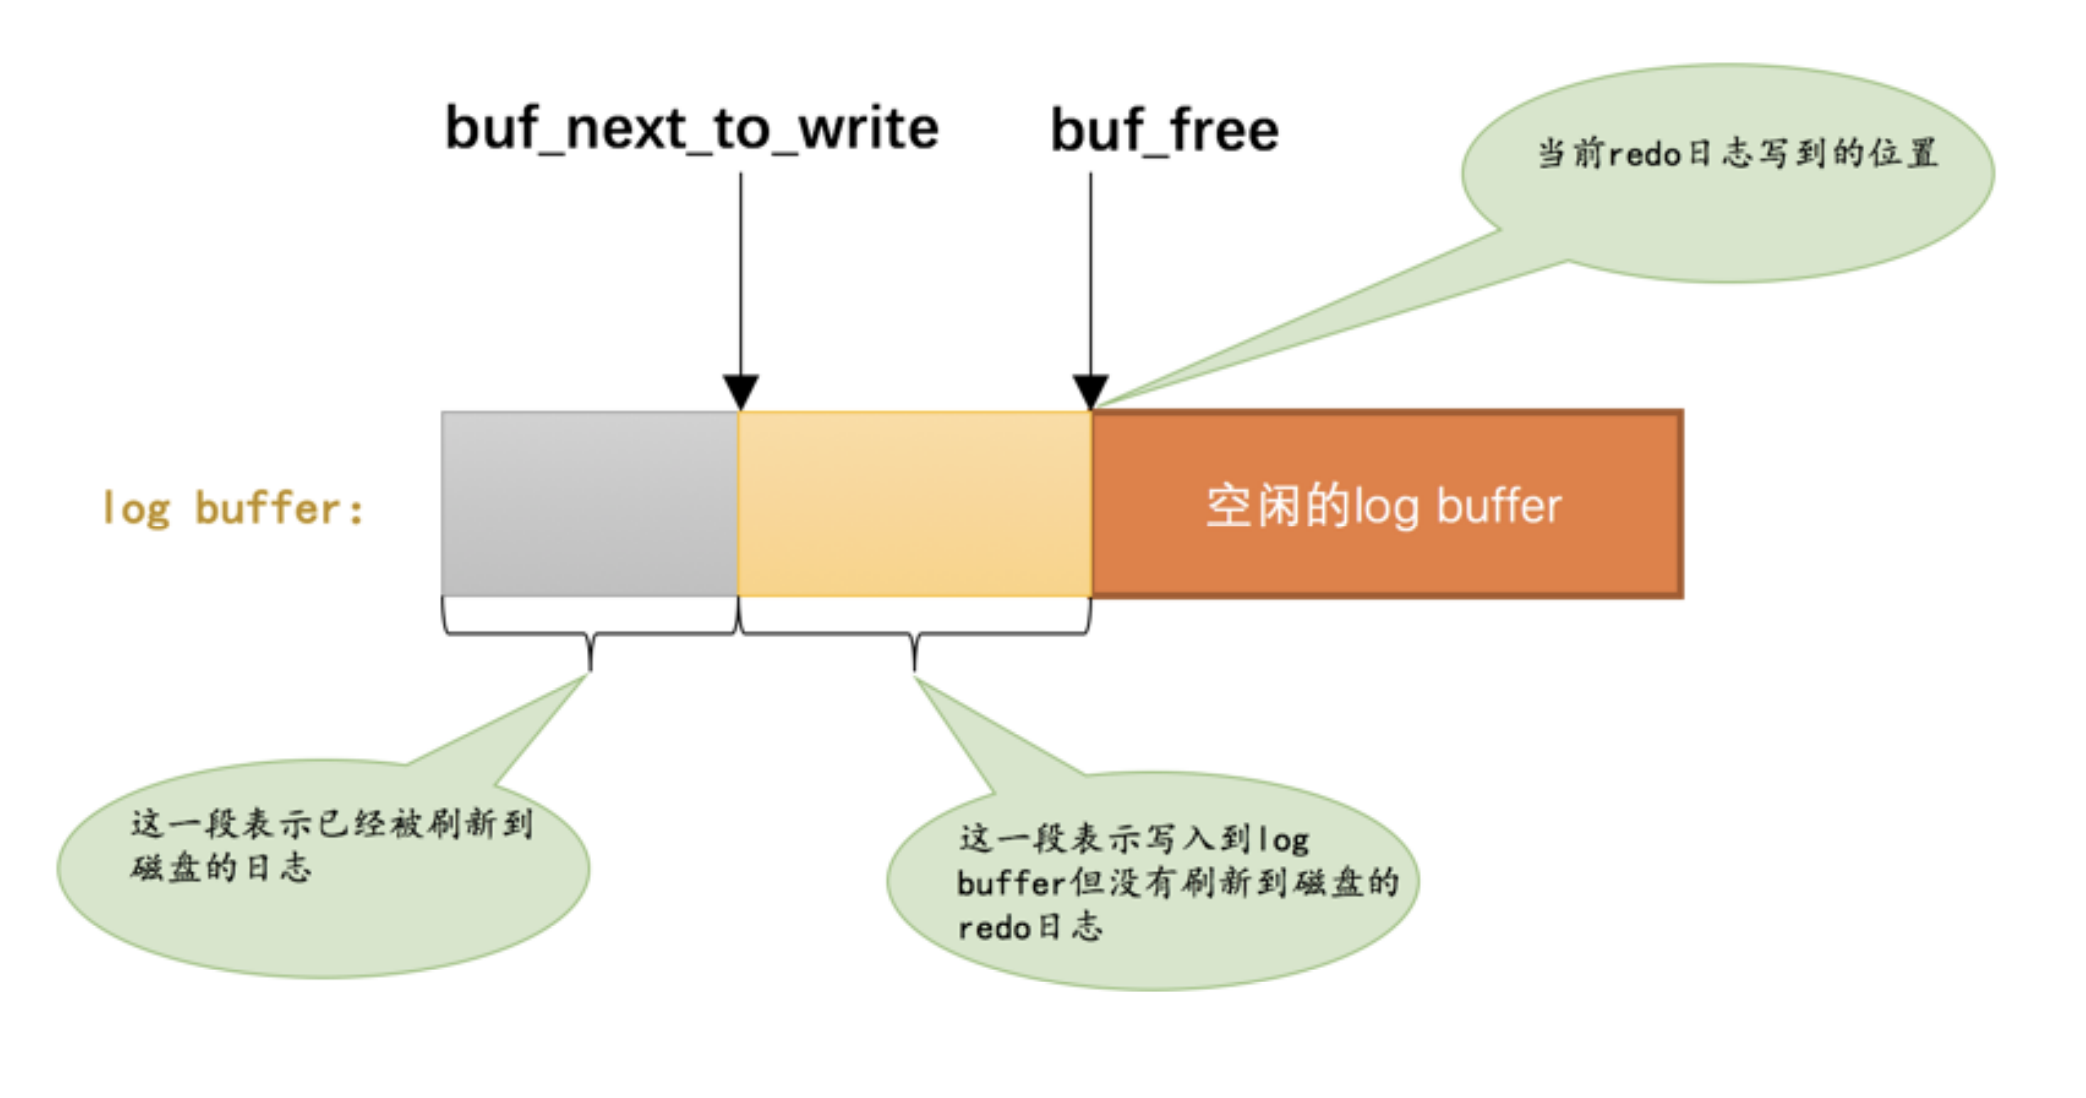 buf_next_to_write
buf_free
当前redo日志写到的位置
log buffer:
空闲的log buffer
这一段表示已经被刷新到
磁盘的日志
这一段表示写入到log
buffer但没有刷新到磁盘的
redo日志